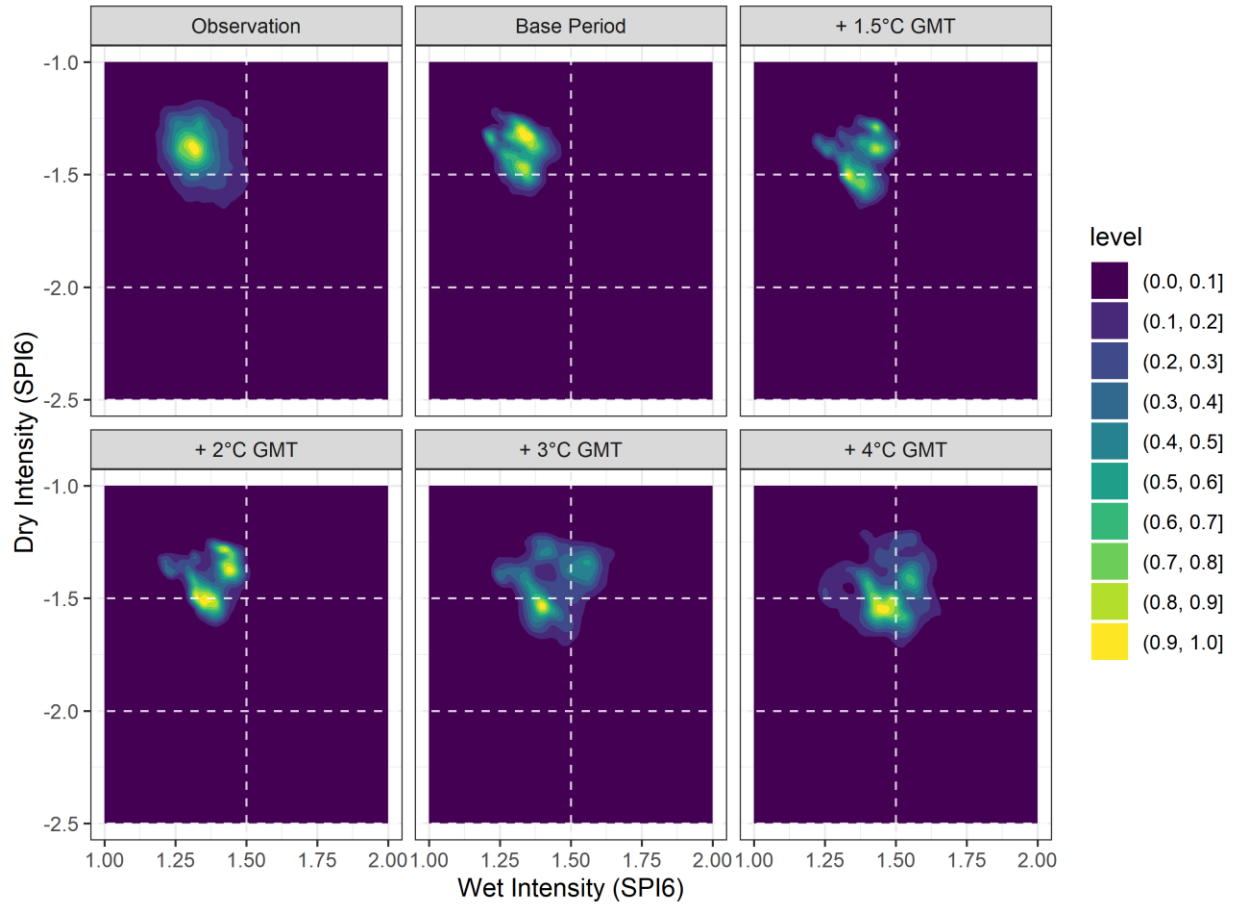 Observation
Base Period
+ 1.5°C GMT
-1.0
-1.5
-2.0
-2.5
+ 2°C GMT
+ 3°C GMT
+ 4°C GMT
-1.0
-1.5
-2.0
-2.5
1.00 1.25 1.50 1.75 2.00
1.00 1.25 1.50 1.75 2.00
1.00 1.25 1.50 1.75 2.00
Wet Intensity (SPI6)
Dry Intensity (SPI6)
level
(0.0, 0.1]
(0.1, 0.2]
(0.2, 0.3]
(0.3, 0.4]
(0.4, 0.5]
(0.5, 0.6]
(0.6, 0.7]
(0.7, 0.8]
(0.8, 0.9]
(0.9, 1.0]